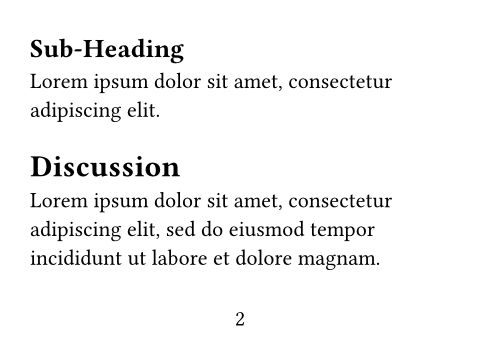 Sub-Heading
Lorem ipsum dolor sit amet, consectetur
adipiscing elit.
Discussion
Lorem ipsum dolor sit amet, consectetur
adipiscing elit, sed do eiusmod tempor
incididunt ut labore et dolore magnam.
2